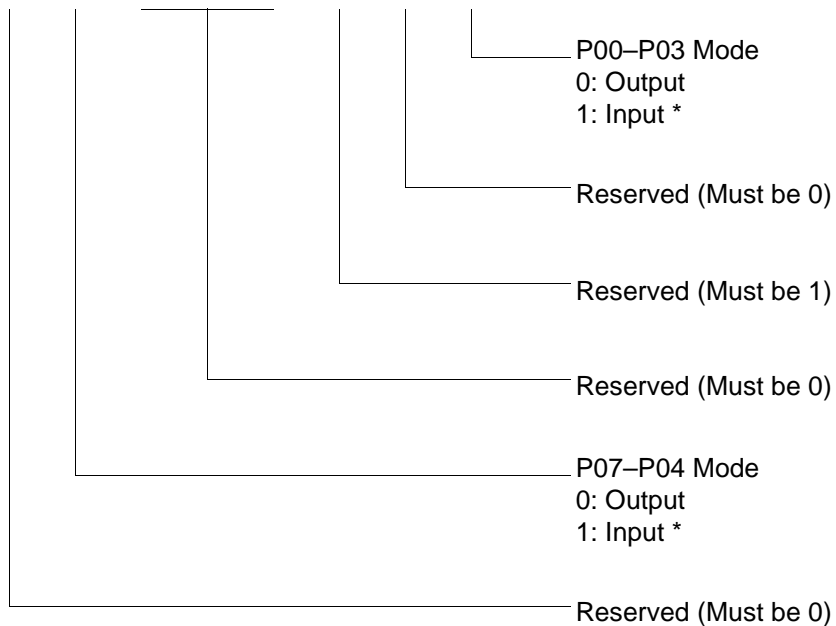 P00–P03 Mode
0: Output
1: Input *
Reserved (Must be 0)
Reserved (Must be 1)
Reserved (Must be 0)
P07–P04 Mode
0: Output
1: Input *
Reserved (Must be 0)